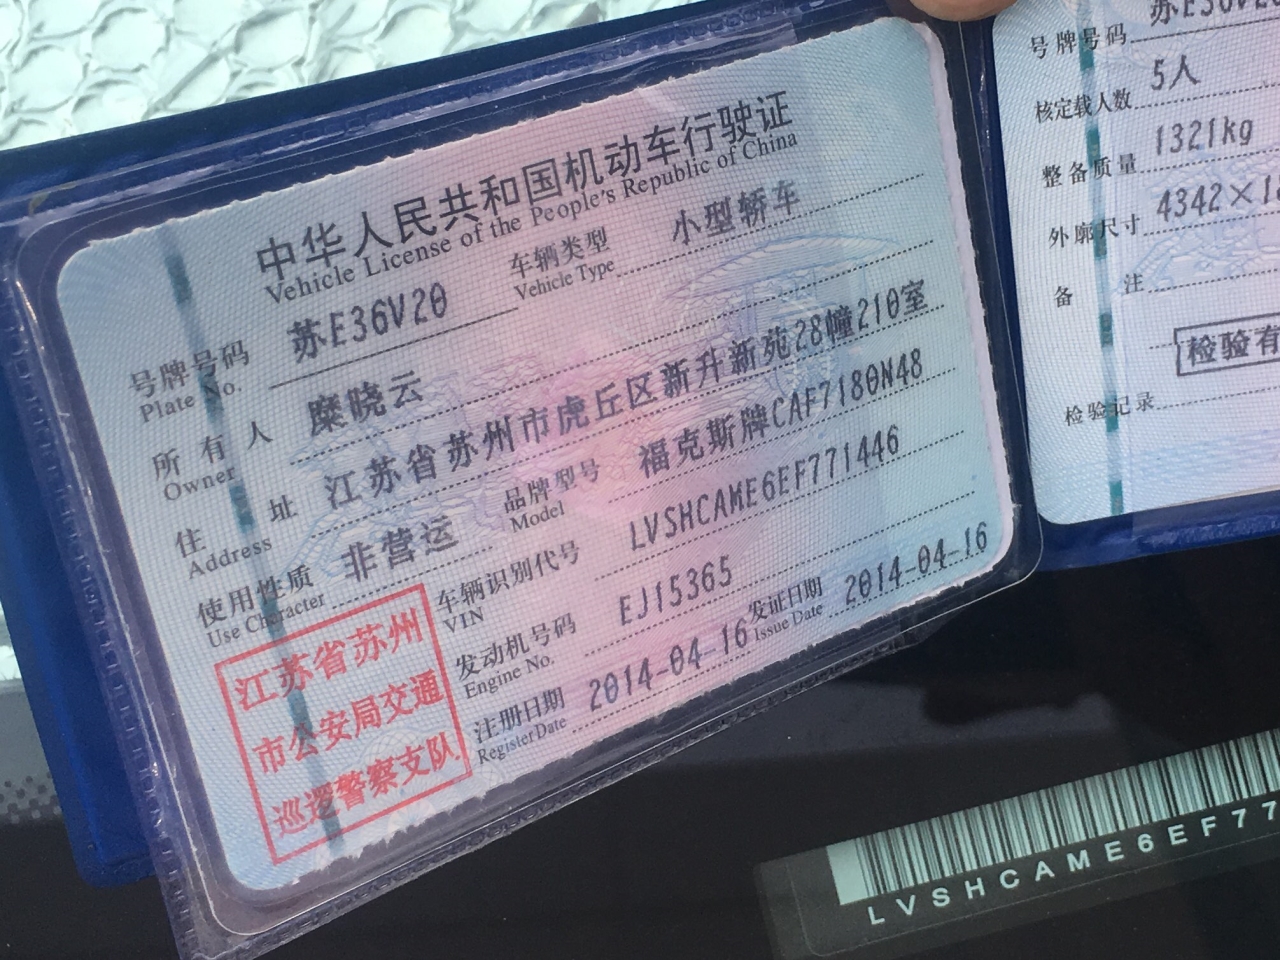 中华人民共和国机动车行驶证
Vehicle License of the People's Republic of China
号牌号码 苏E36V20 车辆类型 小型轿车
Plate No. Vehicle Type
所有人 糜晓云
Owner
住址 江苏省苏州市虎丘区新升新苑28幢210室
Address
使用性质 非营运 品牌型号 福克斯牌CAF7180N48
Use Character Model
车辆识别代号 LVSHCAME6EF771446
VIN
发动机号码 EJ15365
Engine No.
注册日期 2014-04-16 发证日期 2014-04-16
Register Date Issue Date
江苏省苏州
市公安局交通
巡逻警察支队
号牌号码 苏E36V2
核定载人数 5人
整备质量 1321kg
外廓尺寸 4342×1
备注
检验有
检验记录
LVSHCAME6EF77